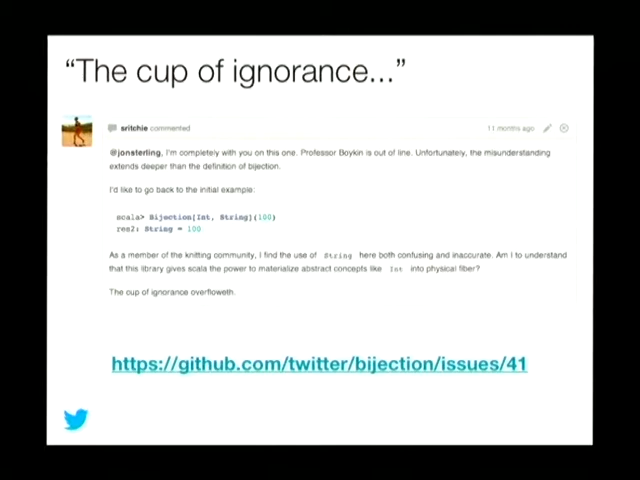 “The cup of ignorance...”
sritchie commented
11 months ago
@jonsterling, I'm completely with you on this one. Professor Boykin is out of line. Unfortunately, the misunderstanding
extends deeper than the definition of bijection.
I'd like to go back to the initial example:
scala> Bijection[Int, String](100)
res2: String = 100
As a member of the knitting community, I find the use of String here both confusing and inaccurate. Am I to understand
that this library gives scala the power to materialize abstract concepts like Int into physical fiber?
The cup of ignorance overfloweth.
https://github.com/twitter/bijection/issues/41